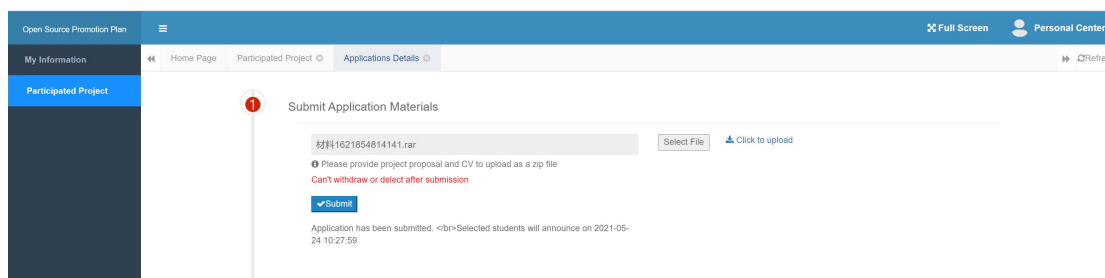 Open Source Promotion Plan
Full Screen
Personal Center
My Information
Home Page
Participated Project
Applications Details
Refre
Participated Project
1
Submit Application Materials
材料1621854814141.rar
Select File
Click to upload
Please provide project proposal and CV to upload as a zip file
Can't withdraw or delect after submission
Submit
Application has been submitted. </br>Selected students will announce on 2021-05-
24 10:27:59